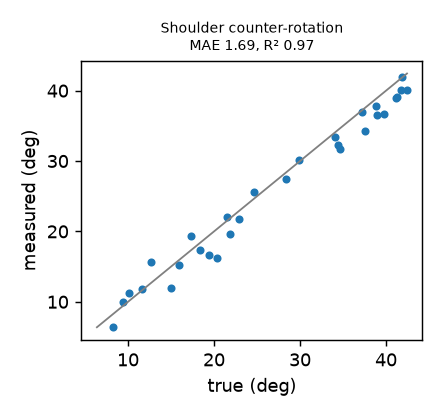 Shoulder counter-rotation
MAE 1.69, R² 0.97
measured (deg)
40
30
20
10
10 20 30 40
true (deg)